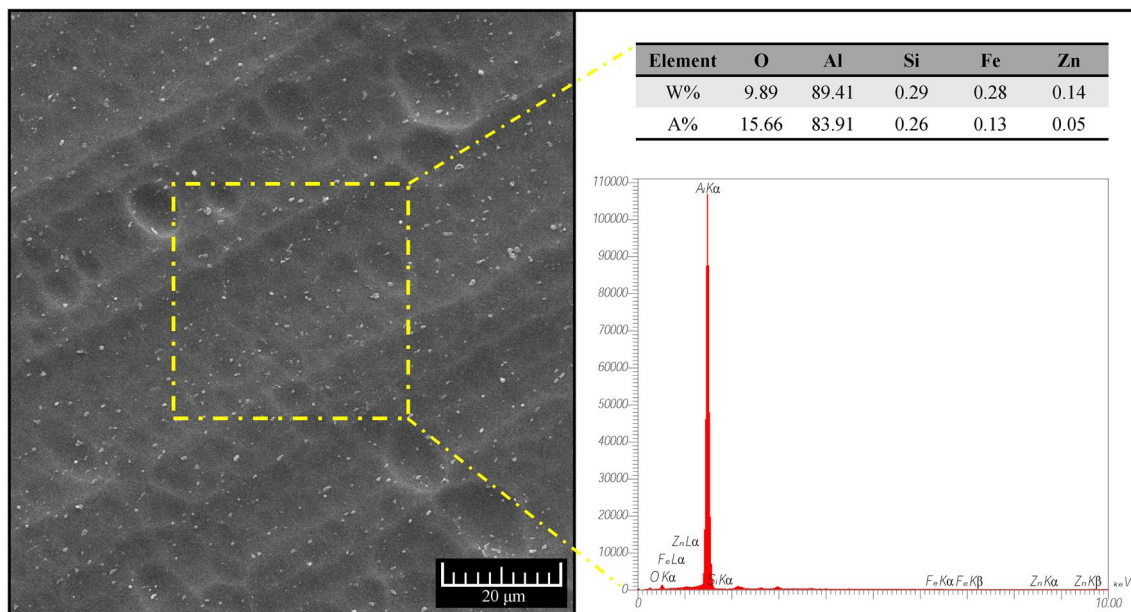 Element O Al Si Fe Zn
W% 9.89 89.41 0.29 0.28 0.14
A% 15.66 83.91 0.26 0.13 0.05
110000
AlKα
100000
90000
80000
70000
60000
50000
40000
30000
20000
ZnLα
10000
FeLα
OKα
SiKα
FeKα FeKβ
ZnKα
ZnKβ
keV
0
0
10.00
20 μm